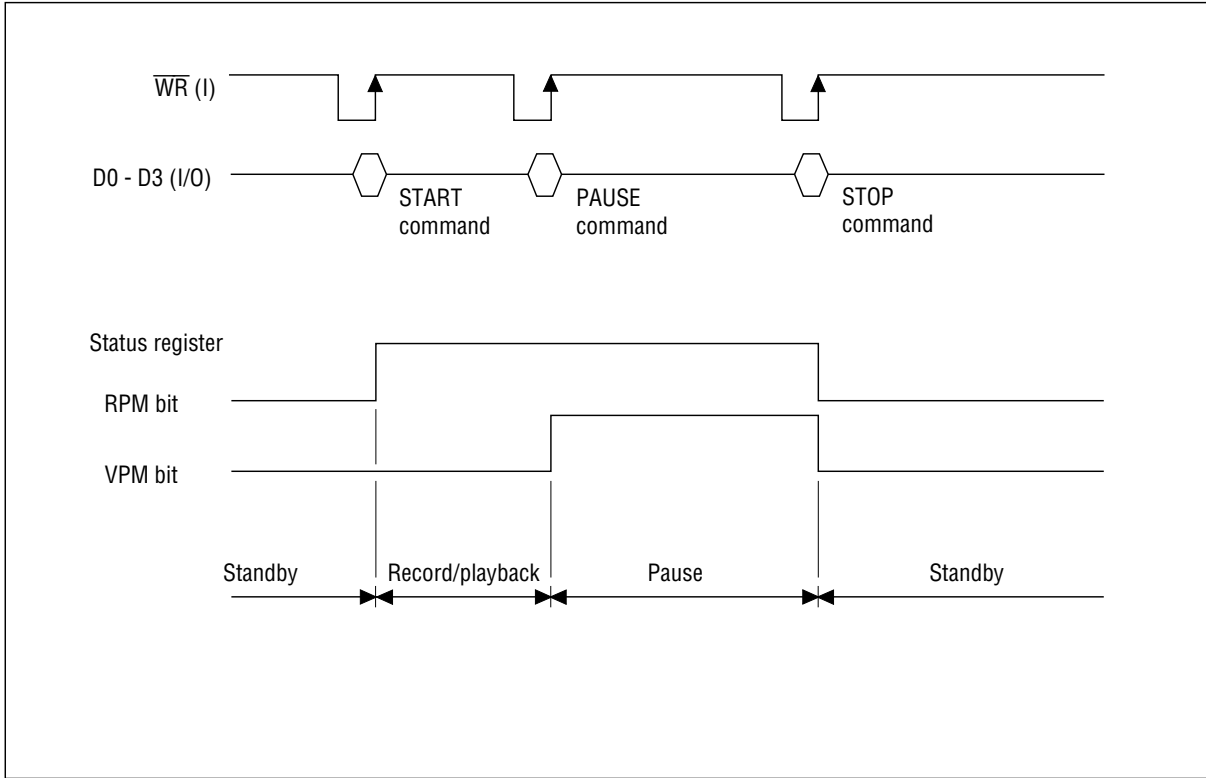 W̅R̅ (I)
D0 - D3 (I/O)
START
command
PAUSE
command
STOP
command
Status register
RPM bit
VPM bit
Standby
Record/playback
Pause
Standby